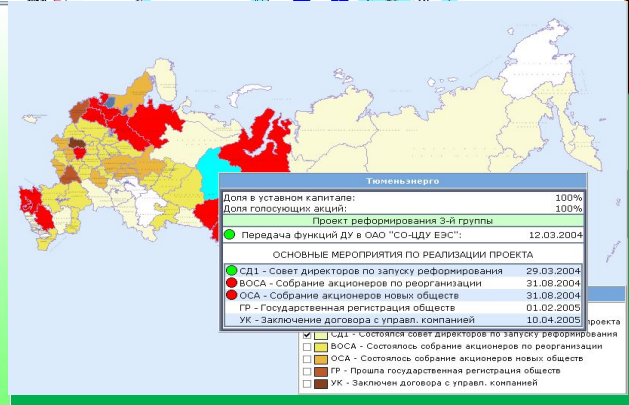 Тюменьэнерго
Доля в уставном капитале: 100%
Доля голосующих акций: 100%
Проект реформирования 3-й группы
Передача функций ДУ в ОАО "СО-ЦДУ ЕЭС": 12.03.2004
ОСНОВНЫЕ МЕРОПРИЯТИЯ ПО РЕАЛИЗАЦИИ ПРОЕКТА
СД1 - Совет директоров по запуску реформирования 29.03.2004
ВОСА - Собрание акционеров по реорганизации 31.08.2004
ОСА - Собрание акционеров новых обществ 31.08.2004
ГР - Государственная регистрация обществ 01.02.2005
УК - Заключение договора с управл. компанией 10.04.2005
проекта
СД1 - Состоялся совет директоров по запуску реформирования
ВОСА - Состоялось собрание акционеров по реорганизации
ОСА - Состоялось собрание акционеров новых обществ
ГР - Прошла государственная регистрация обществ
УК - Заключен договора с управл. компанией